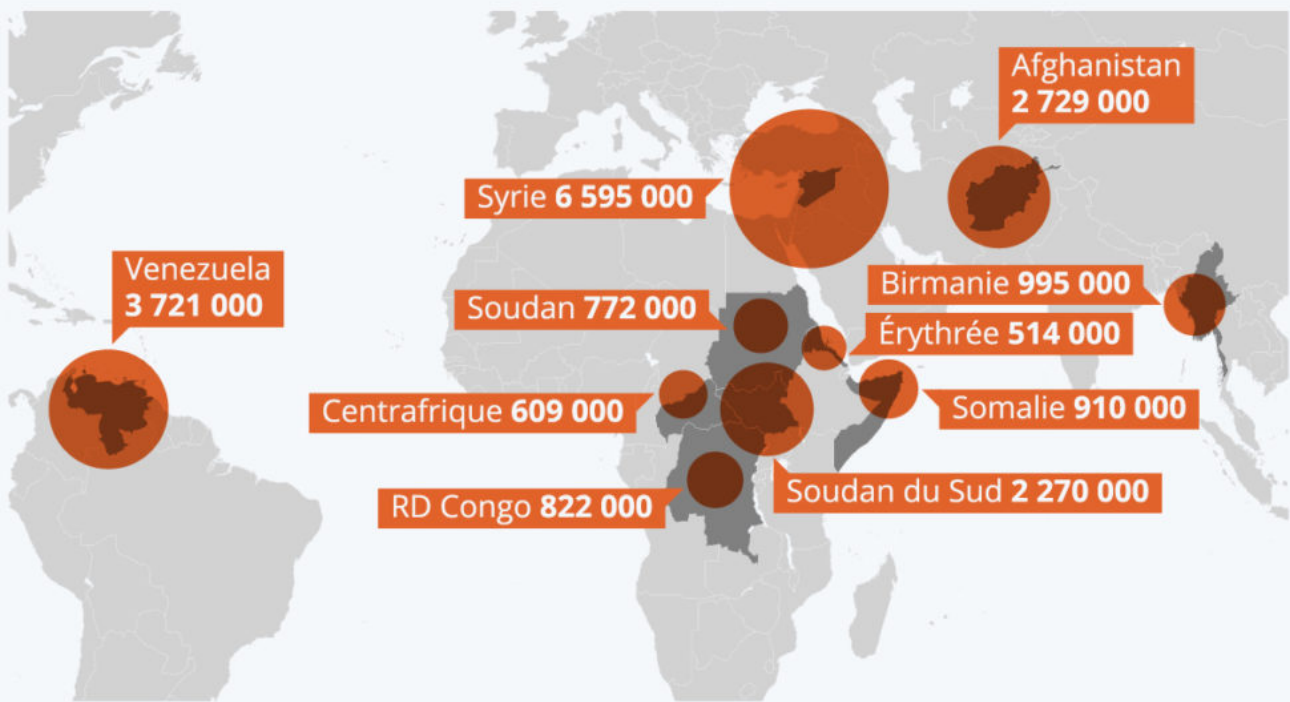 Afghanistan
2 729 000
Syrie 6 595 000
Venezuela
3 721 000
Birmanie 995 000
Soudan 772 000
Érythrée 514 000
Centrafrique 609 000
Somalie 910 000
RD Congo 822 000
Soudan du Sud 2 270 000